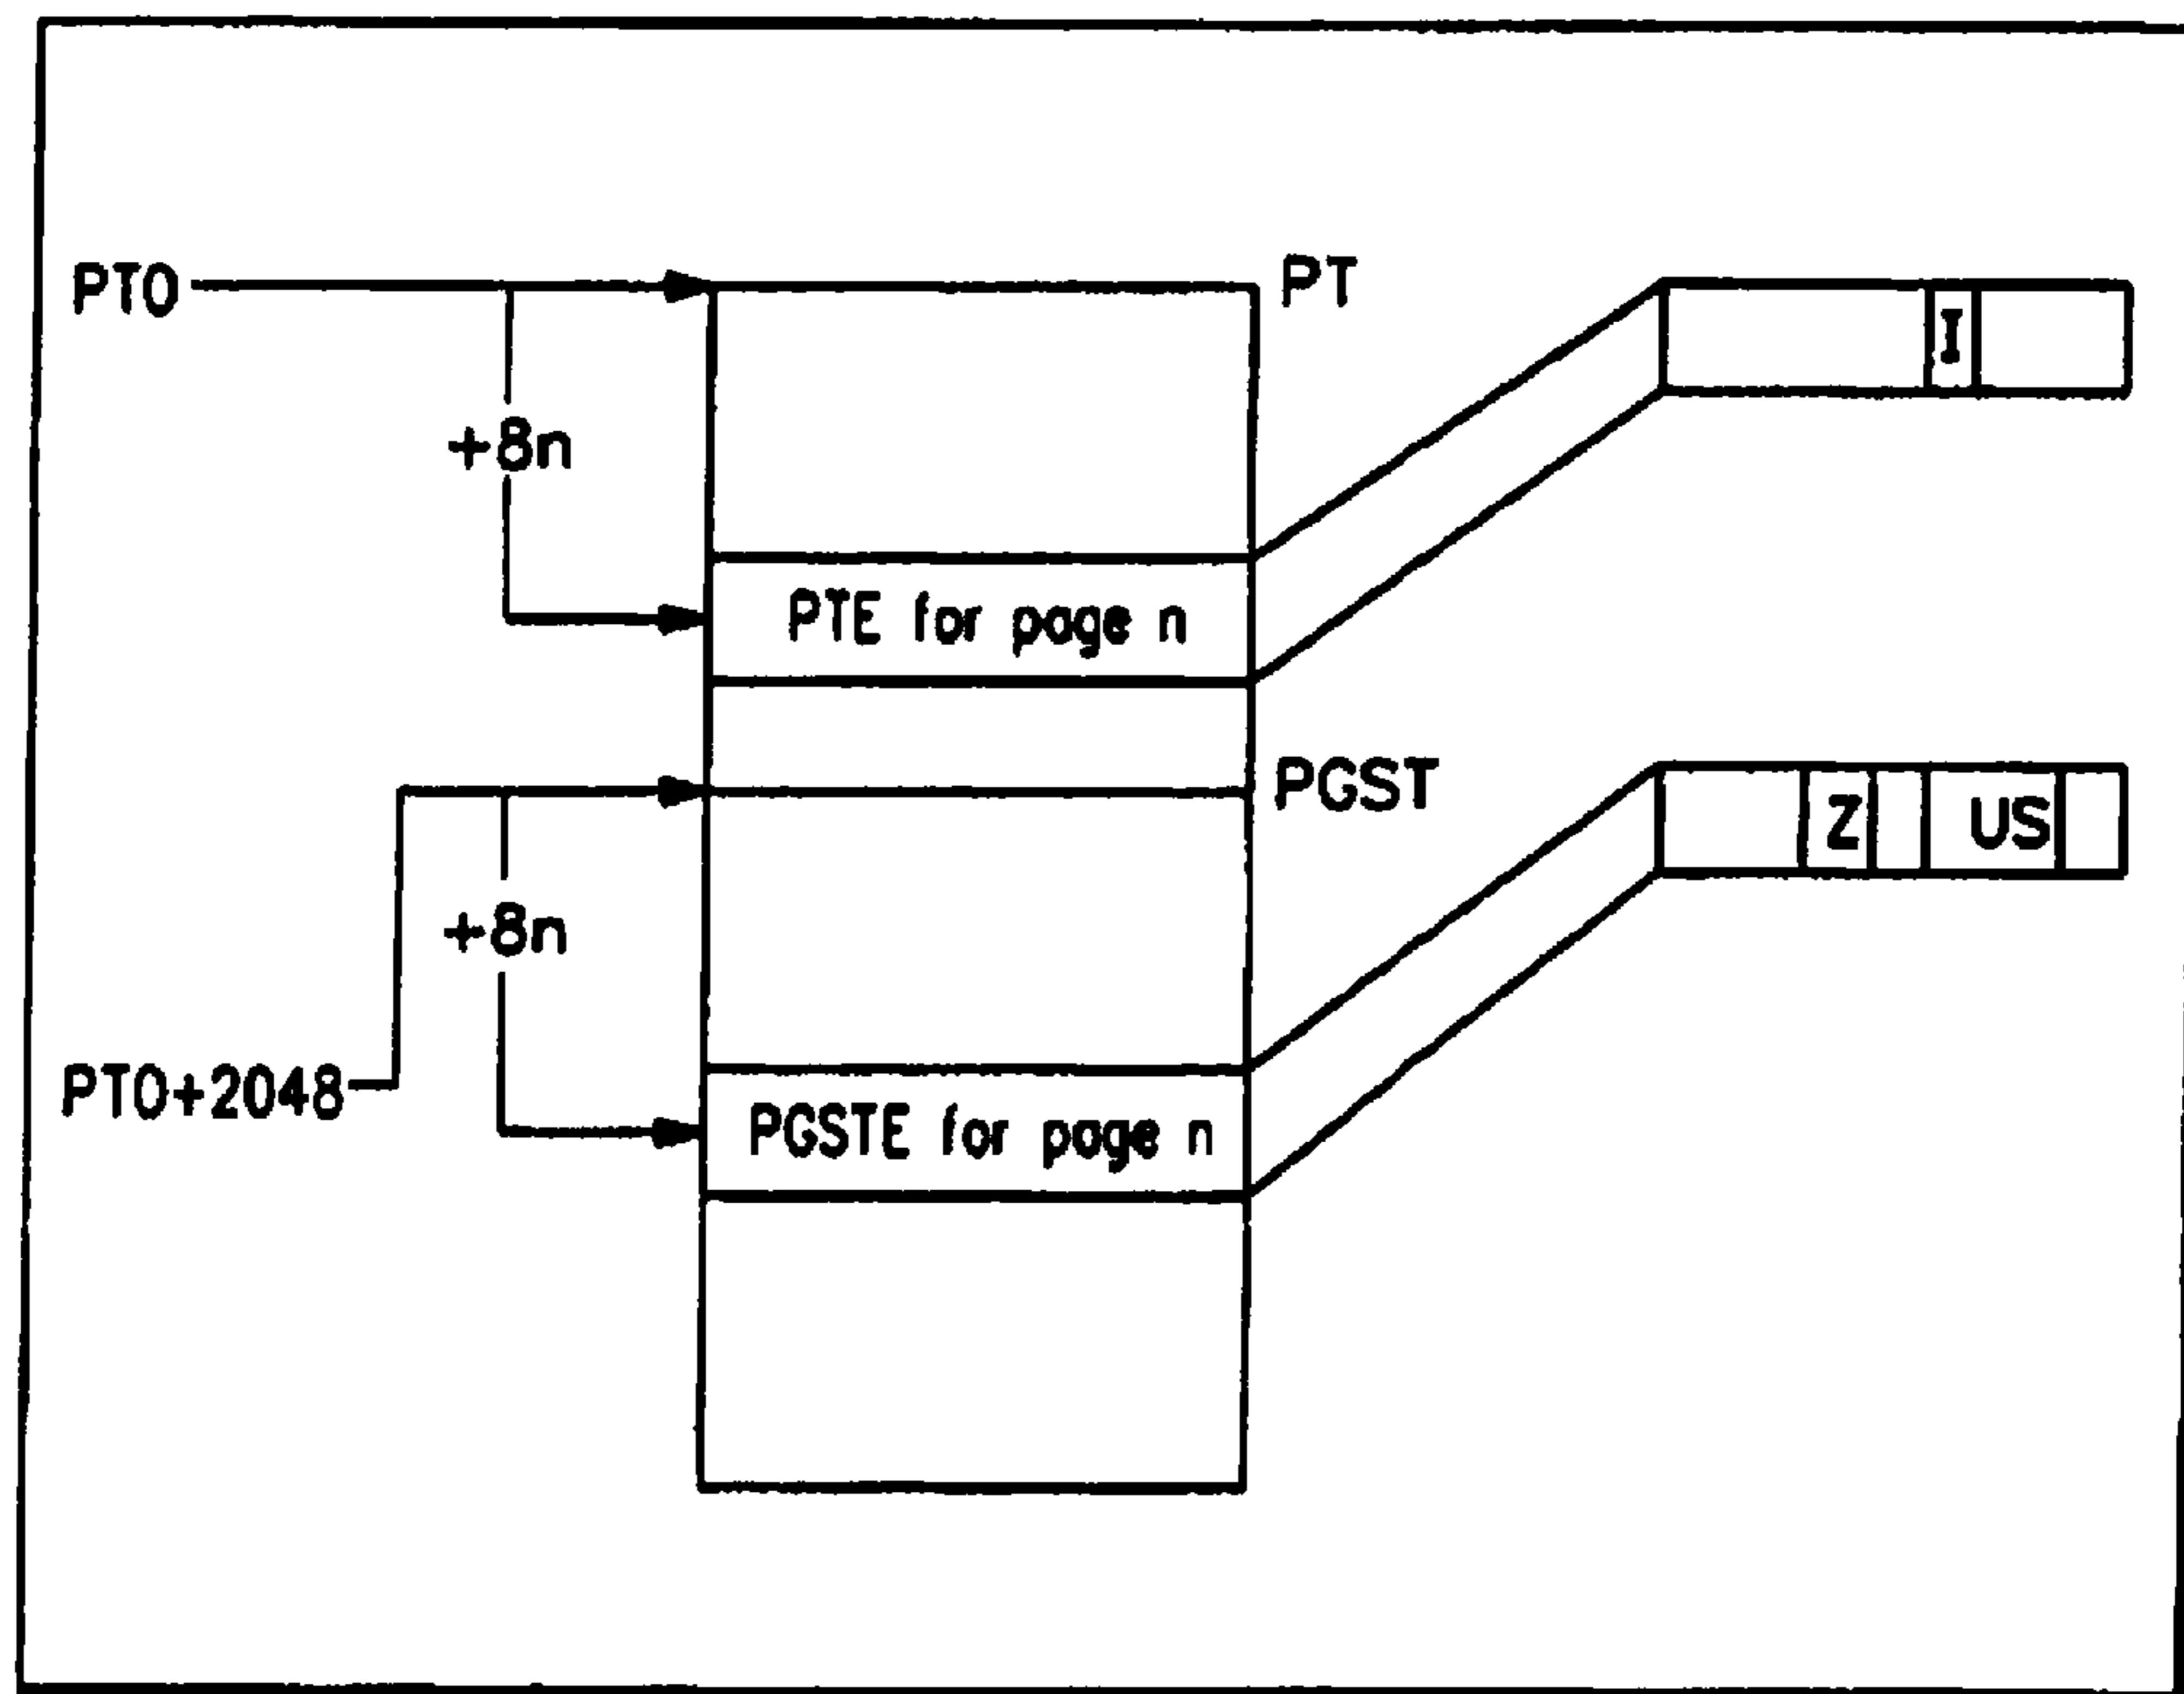 PTO
PT
I
+8n
PTE for page n
PGST
Z
US
+8n
PTO+2048
PGSTE for page n